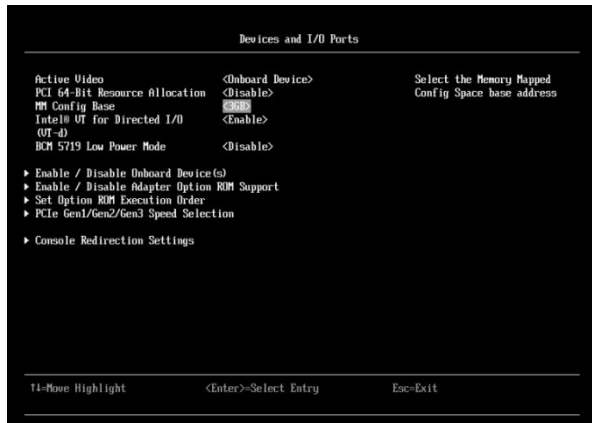 Devices and I/O Ports
Active Video <Onboard Device> Select the Memory Mapped
PCI 64-Bit Resource Allocation <Disable> Config Space base address
MM Config Base <3GB>
Intel® VT for Directed I/O <Enable>
(VT-d)
BCM 5719 Low Power Mode <Disable>
▶ Enable / Disable Onboard Device(s)
▶ Enable / Disable Adapter Option ROM Support
▶ Set Option ROM Execution Order
▶ PCIe Gen1/Gen2/Gen3 Speed Selection
▶ Console Redirection Settings
↑↓=Move Highlight <Enter>=Select Entry Esc=Exit